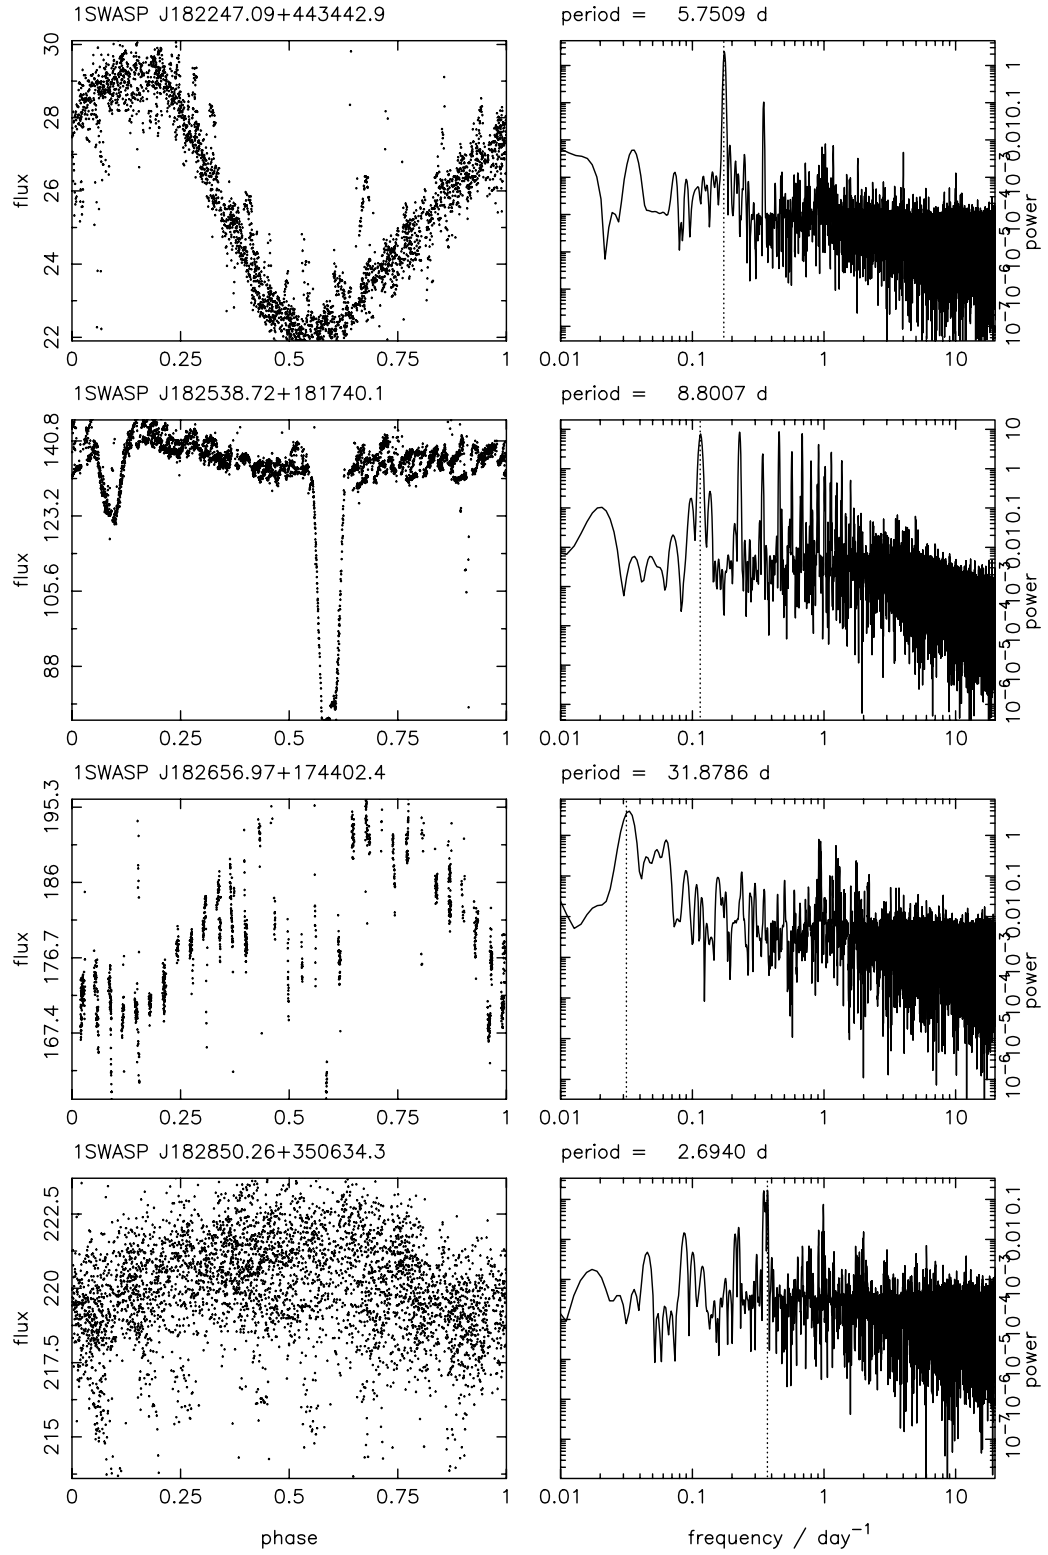 1SWASP J182247.09+443442.9 period = 5.7509 d
30
28
26
24
22
flux
0 0.25 0.5 0.75 1
1
0.1
0.01
10⁻³
10⁻⁴
10⁻⁵
10⁻⁶
10⁻⁷
power
0.01 0.1 1 10
1SWASP J182538.72+181740.1 period = 8.8007 d
140.8
123.2
105.6
88
flux
0 0.25 0.5 0.75 1
10
1
0.1
0.01
10⁻³
10⁻⁴
10⁻⁵
10⁻⁶
power
0.01 0.1 1 10
1SWASP J182656.97+174402.4 period = 31.8786 d
195.3
186
176.7
167.4
flux
0 0.25 0.5 0.75 1
1
0.1
0.01
10⁻³
10⁻⁴
10⁻⁵
10⁻⁶
power
0.01 0.1 1 10
1SWASP J182850.26+350634.3 period = 2.6940 d
222.5
220
217.5
215
flux
0 0.25 0.5 0.75 1
phase
0.1
0.01
10⁻³
10⁻⁴
10⁻⁵
10⁻⁶
10⁻⁷
power
0.01 0.1 1 10
frequency / day⁻¹